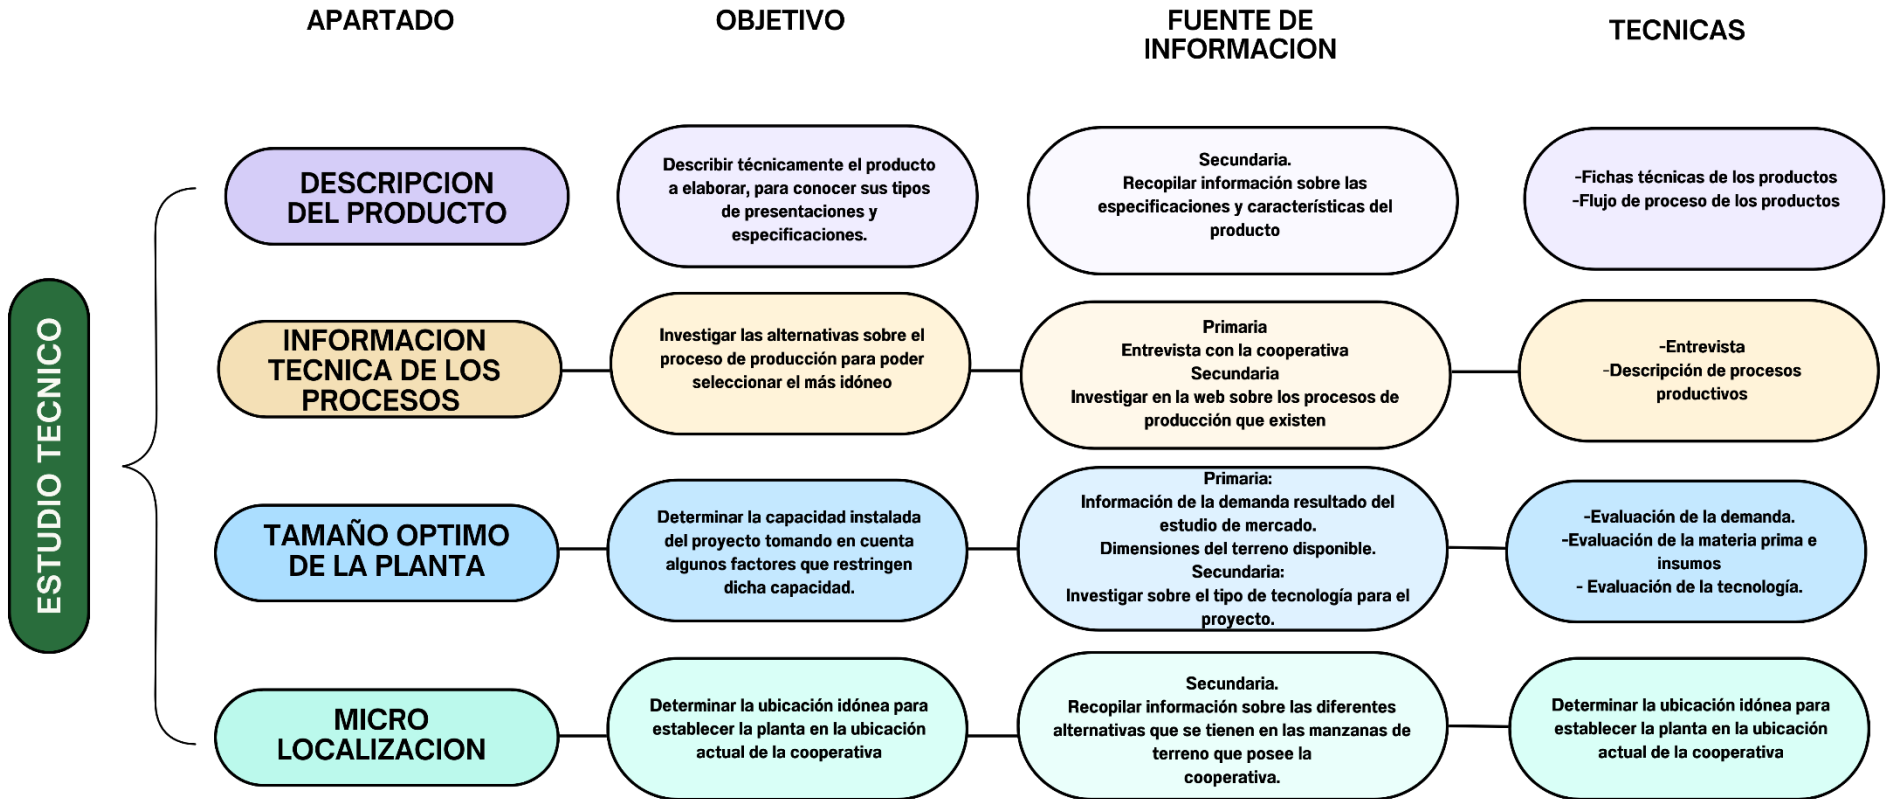 APARTADO
OBJETIVO
FUENTE DE
INFORMACION
TECNICAS
ESTUDIO TECNICO
DESCRIPCION
DEL PRODUCTO
Describir técnicamente el producto
a elaborar, para conocer sus tipos
de presentaciones y
especificaciones.
Secundaria.
Recopilar información sobre las
especificaciones y características del
producto
-Fichas técnicas de los productos
-Flujo de proceso de los productos
INFORMACION
TECNICA DE LOS
PROCESOS
Investigar las alternativas sobre el
proceso de producción para poder
seleccionar el más idóneo
Primaria
Entrevista con la cooperativa
Secundaria
Investigar en la web sobre los procesos de
producción que existen
-Entrevista
-Descripción de procesos
productivos
TAMAÑO OPTIMO
DE LA PLANTA
Determinar la capacidad instalada
del proyecto tomando en cuenta
algunos factores que restringen
dicha capacidad.
Primaria:
Información de la demanda resultado del
estudio de mercado.
Dimensiones del terreno disponible.
Secundaria:
Investigar sobre el tipo de tecnología para el
proyecto.
-Evaluación de la demanda.
-Evaluación de la materia prima e
insumos
- Evaluación de la tecnología.
MICRO
LOCALIZACION
Determinar la ubicación idónea para
establecer la planta en la ubicación
actual de la cooperativa
Secundaria.
Recopilar información sobre las diferentes
alternativas que se tienen en las manzanas de
terreno que posee la
cooperativa.
Determinar la ubicación idónea para
establecer la planta en la ubicación
actual de la cooperativa